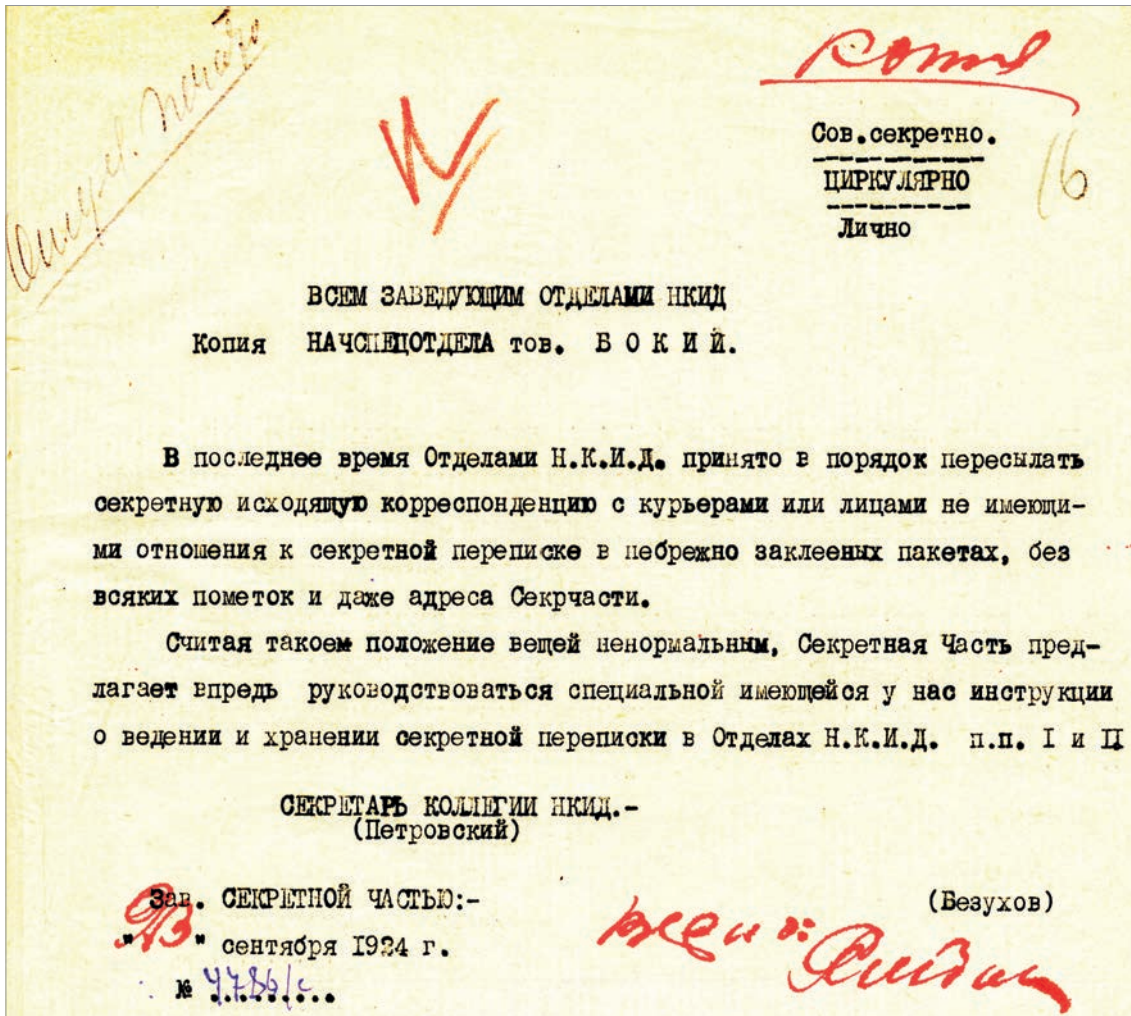 Копия
Сов.секретно.
ЦИРКУЛЯРНО
Лично
16
ВСЕМ ЗАВЕДУЮЩИМ ОТДЕЛАМИ НКИД
Копия НАЧСПЕЦОТДЕЛА тов. Б О К И Й.
В последнее время Отделами Н.К.И.Д. принято в порядок пересылать
секретную исходящую корреспонденцию с курьерами или лицами не имеющи-
ми отношения к секретной переписке в небрежно заклееных пакетах, без
всяких пометок и даже адреса Секрчасти.
Считая такоем положение вещей ненормальным, Секретная Часть пред-
лагает впредь руководствоваться специальной имеющейся у нас инструкции
о ведении и хранении секретной переписки в Отделах Н.К.И.Д. п.п. I и II
СЕКРЕТАРЬ КОЛЛЕГИИ НКИД.-
(Петровский)
Зав. СЕКРЕТНОЙ ЧАСТЬЮ:- (Безухов)
"23" сентября 1924 г.
№ 7786/с